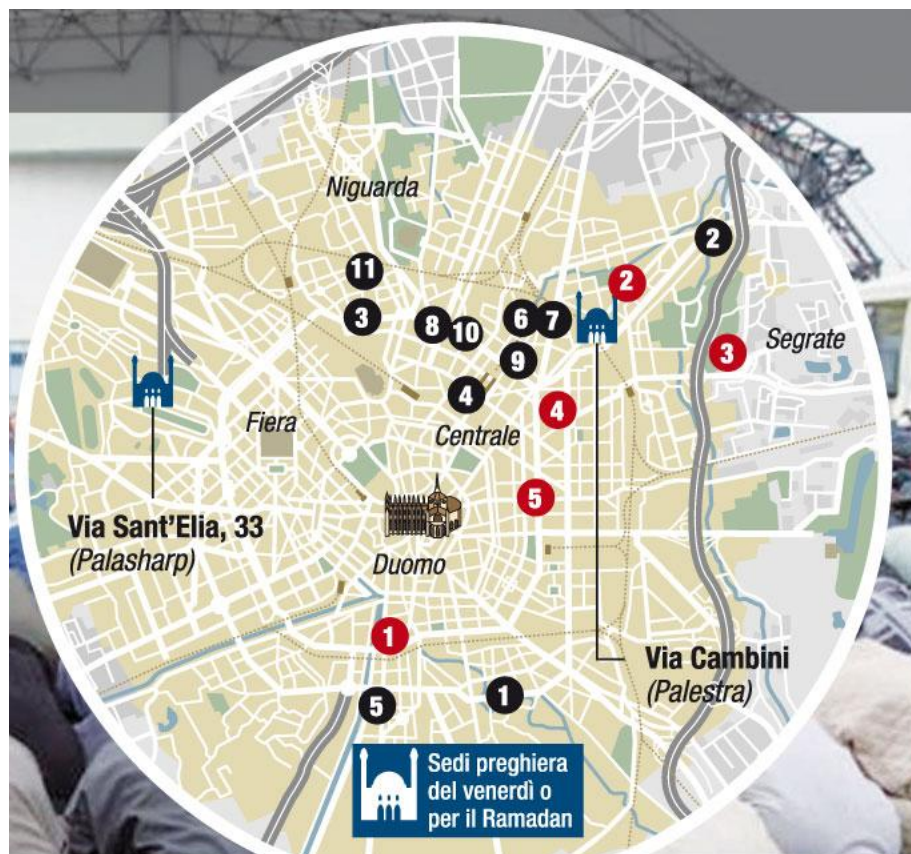 Niguarda
2
11
2
3
8
10
6
7
Segrate
3
9
4
4
Fiera
Centrale
5
Via Sant'Elia, 33
(Palasharp)
Duomo
1
Via Cambini
(Palestra)
5
1
Sedi preghiera
del venerdì o
per il Ramadan